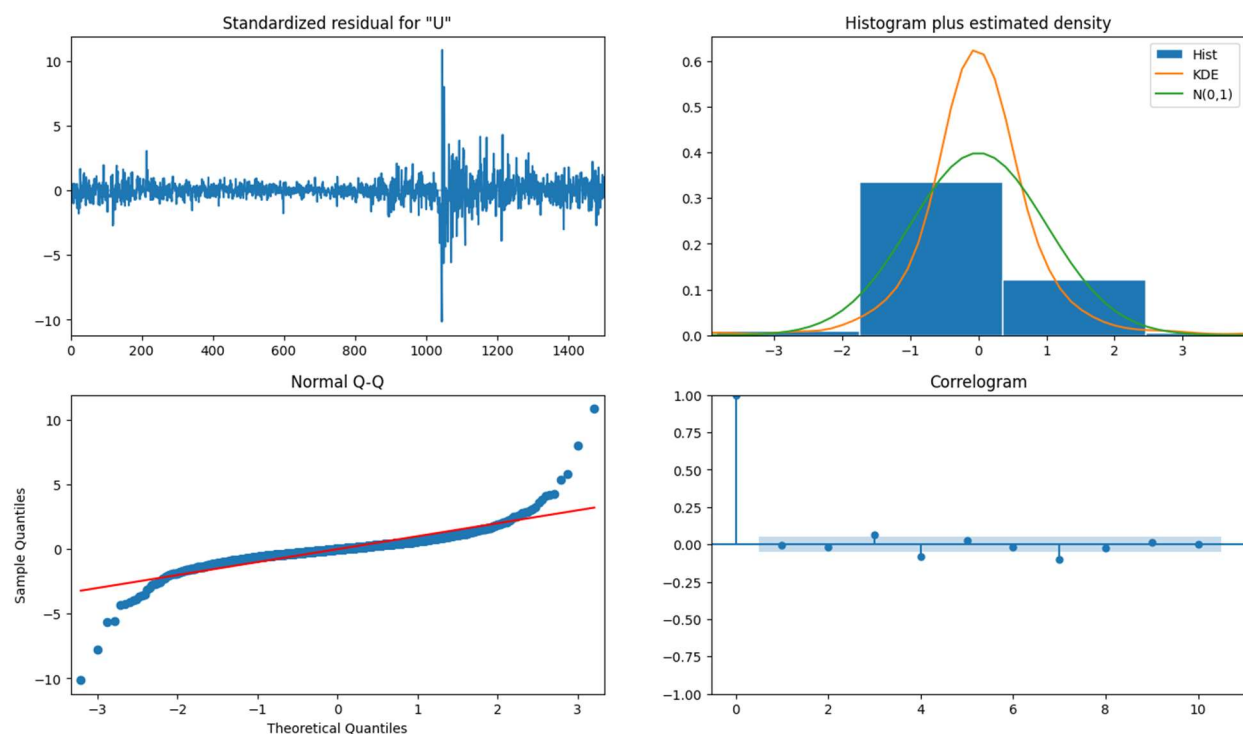 Standardized residual for "U"
10
5
0
−5
−10
0 200 400 600 800 1000 1200 1400
Histogram plus estimated density
Hist
KDE
N(0,1)
0.6
0.5
0.4
0.3
0.2
0.1
0.0
−3 −2 −1 0 1 2 3
Normal Q-Q
Sample Quantiles
10
5
0
−5
−10
−3 −2 −1 0 1 2 3
Theoretical Quantiles
Correlogram
1.00
0.75
0.50
0.25
0.00
−0.25
−0.50
−0.75
−1.00
0 2 4 6 8 10